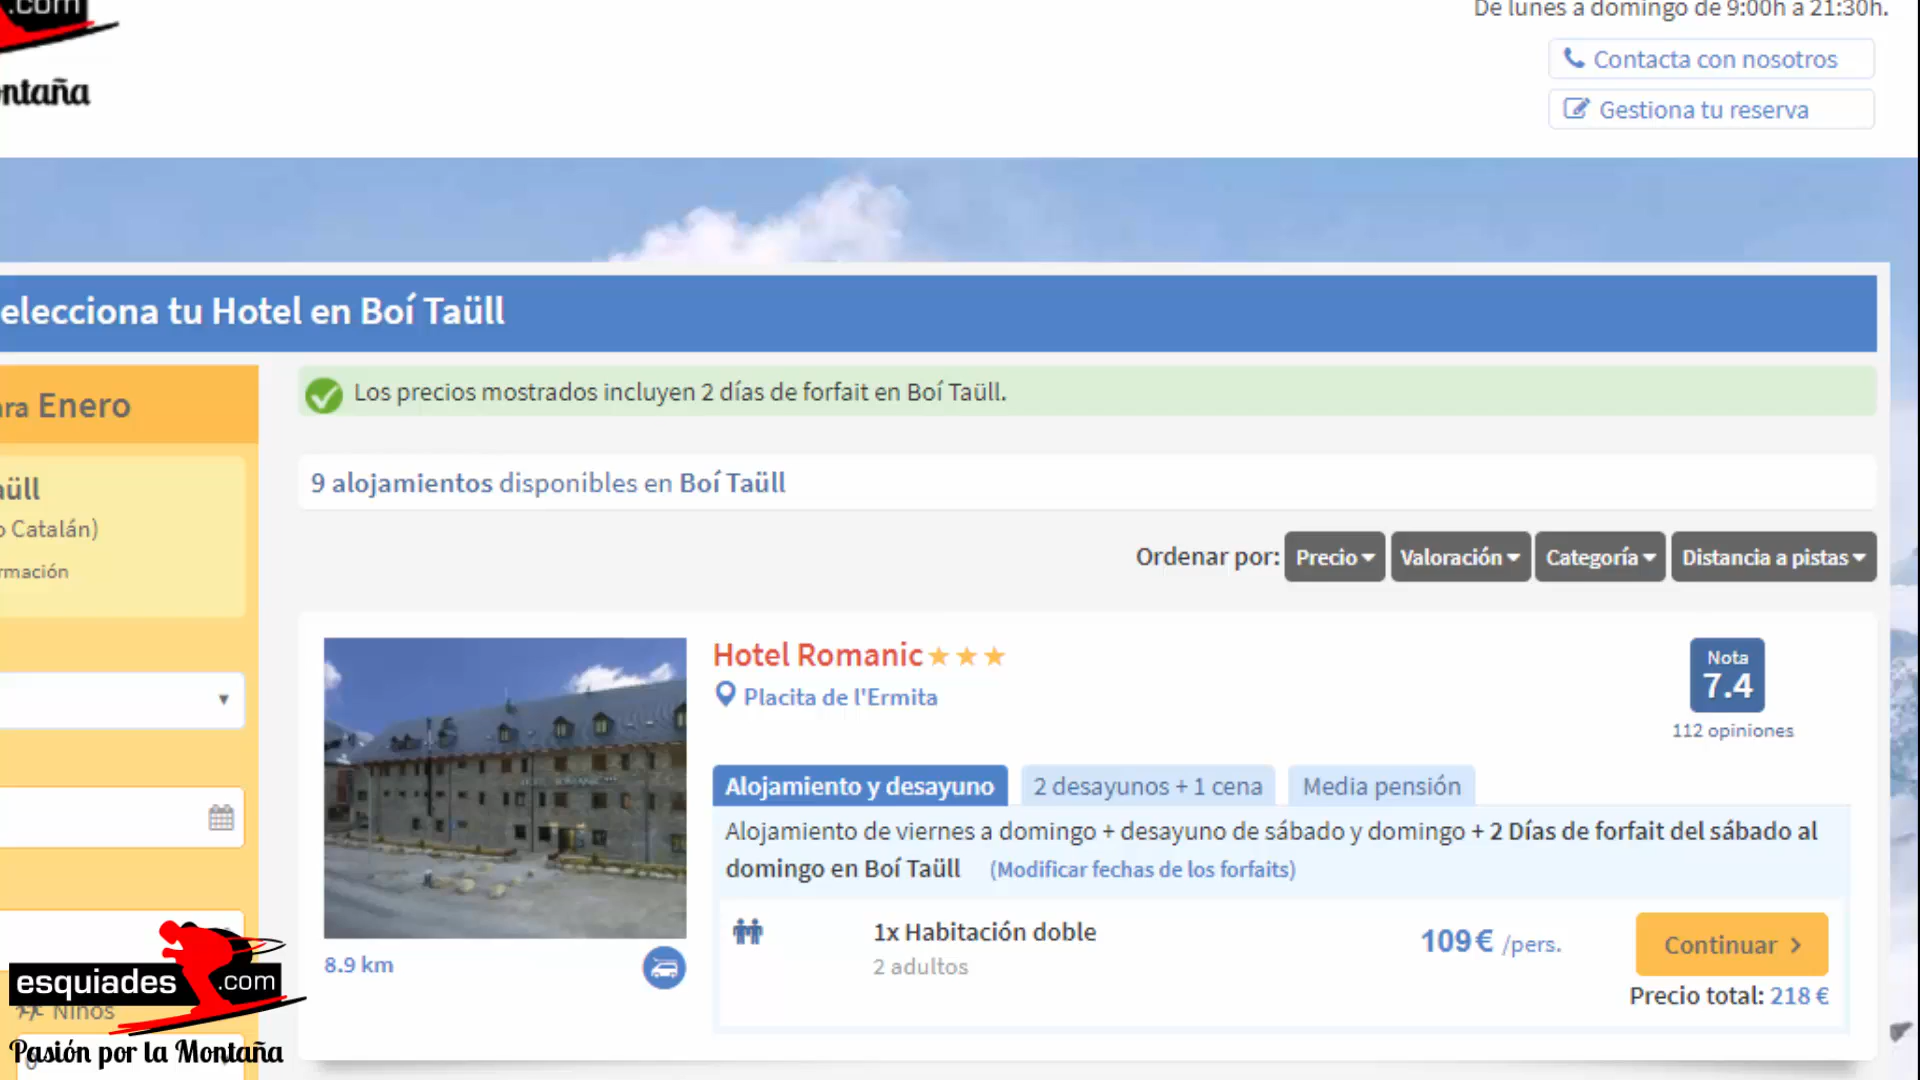 .com
De lunes a domingo de 9:00h a 21:30h.
Contacta con nosotros
ntaña
Gestiona tu reserva
elecciona tu Hotel en Boí Taüll
ara Enero
Los precios mostrados incluyen 2 días de forfait en Boí Taüll.
aüll
o Catalán)
rmación
9 alojamientos disponibles en Boí Taüll
Ordenar por: Precio Valoración Categoría Distancia a pistas
Hotel Romanic
Placita de l'Ermita
Nota
7.4
112 opiniones
Alojamiento y desayuno 2 desayunos + 1 cena Media pensión
Alojamiento de viernes a domingo + desayuno de sábado y domingo + 2 Días de forfait del sábado al
domingo en Boí Taüll (Modificar fechas de los forfaits)
1x Habitación doble
2 adultos
109€ /pers.
Continuar
Precio total: 218 €
8.9 km
esquiades.com
Niños
Pasión por la Montaña